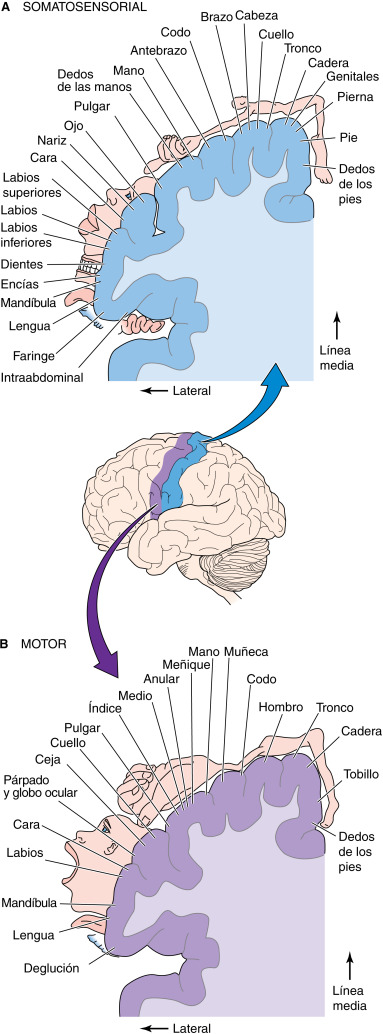 A SOMATOSENSORIAL
Brazo
Cabeza
Cuello
Tronco
Cadera
Genitales
Pierna
Pie
Dedos
de los
pies
Codo
Antebrazo
Mano
Dedos
de las manos
Pulgar
Ojo
Nariz
Cara
Labios
superiores
Labios
Labios
inferiores
Dientes
Encías
Mandíbula
Lengua
Faringe
Intraabdominal
Línea
media
Lateral
B MOTOR
Mano
Muñeca
Meñique
Anular
Medio
Índice
Pulgar
Cuello
Ceja
Párpado
y globo ocular
Cara
Labios
Mandíbula
Lengua
Deglución
Codo
Hombro
Tronco
Cadera
Tobillo
Dedos
de los
pies
Línea
media
Lateral